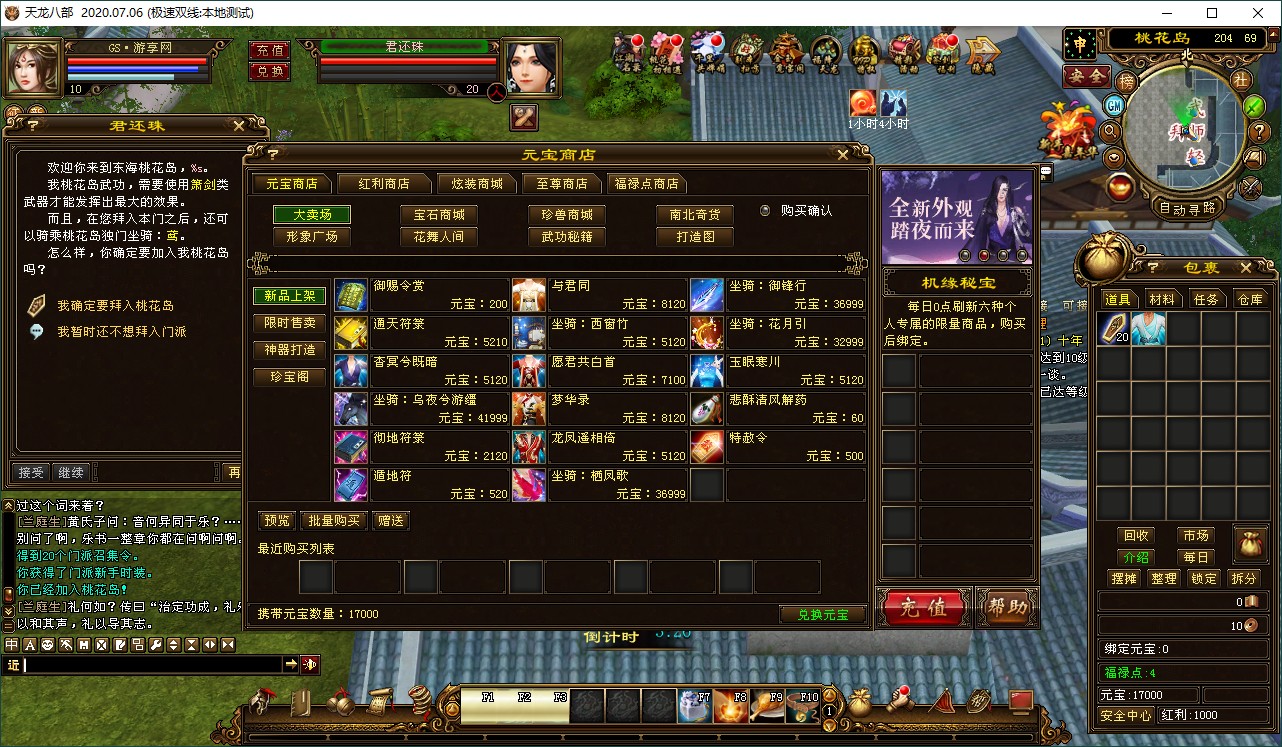 天龙八部 2020.07.06 (极速双线:本地测试)
GS·游享网
10
充值
兑换
君还珠
20
1小时 4小时
桃花岛 204 69
安全
榜
社
GM
自动寻路
君还珠
欢迎你来到东海桃花岛，%s。
我桃花岛武功，需要使用箫剑类
武器才能发挥出最大的效果。
而且，在您拜入本门之后，还可
以骑乘桃花岛独门坐骑：鸢。
怎么样，你确定要加入我桃花岛
吗？
我确定要拜入桃花岛
我暂时还不想拜入门派
接受 继续 再
过这个词来着？
[兰庭生]黄氏子问：音何异同于乐？····
别问了啊，乐书一整章你都在问啊问啊。
得到20个门派召集令。
你获得了门派新手时装。
你已经加入桃花岛！
以和其声，礼以导其志。
近
元宝商店
元宝商店 红利商店 炫装商城 至尊商店 福禄点商店
大卖场 宝石商城 珍兽商城 南北奇货 购买确认
形象广场 花舞人间 武功秘籍 打造图
新品上架
限时售卖
神器打造
珍宝阁
御赐令赏 元宝：200
与君同 元宝：8120
坐骑：御锋行 元宝：36999
通天符箓 元宝：5210
坐骑：西窗竹 元宝：5120
坐骑：花月引 元宝：32999
杳冥兮既暗 元宝：5120
愿君共白首 元宝：7100
玉眠寒川 元宝：5120
坐骑：乌夜兮游缰 元宝：41999
梦华录 元宝：8120
悲酥清风解药 元宝：60
彻地符箓 元宝：2120
龙凤遥相倚 元宝：5120
特赦令 元宝：500
遁地符 元宝：520
坐骑：栖凤歌 元宝：36999
预览 批量购买 赠送
最近购买列表
携带元宝数量：17000 兑换元宝
全新外观
踏夜而来
机缘秘宝
每日0点刷新六种个
人专属的限量商品，购买
后绑定。
充值 帮助
倒计时
包裹
道具 材料 任务 仓库
20
回收 市场
介绍 每日
摆摊 整理 锁定 拆分
0
10
绑定元宝:0
福禄点:4
元宝:17000
安全中心 红利:1000
F1 F2 F3 F7 F8 F9 F10
1